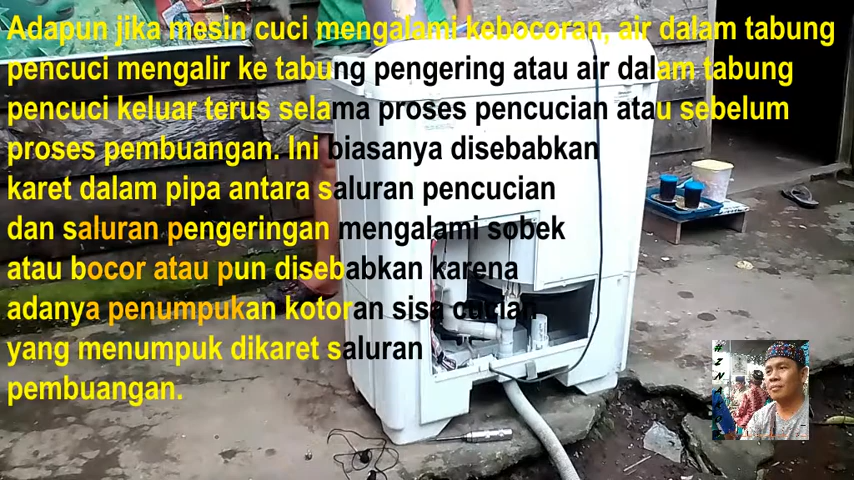 Adapun jika mesin cuci mengalami kebocoran, air dalam tabung
pencuci mengalir ke tabung pengering atau air dalam tabung
pencuci keluar terus selama proses pencucian atau sebelum
proses pembuangan. Ini biasanya disebabkan
karet dalam pipa antara saluran pencucian
dan saluran pengeringan mengalami sobek
atau bocor atau pun disebabkan karena
adanya penumpukan kotoran sisa cucian
yang menumpuk dikaret saluran
pembuangan.